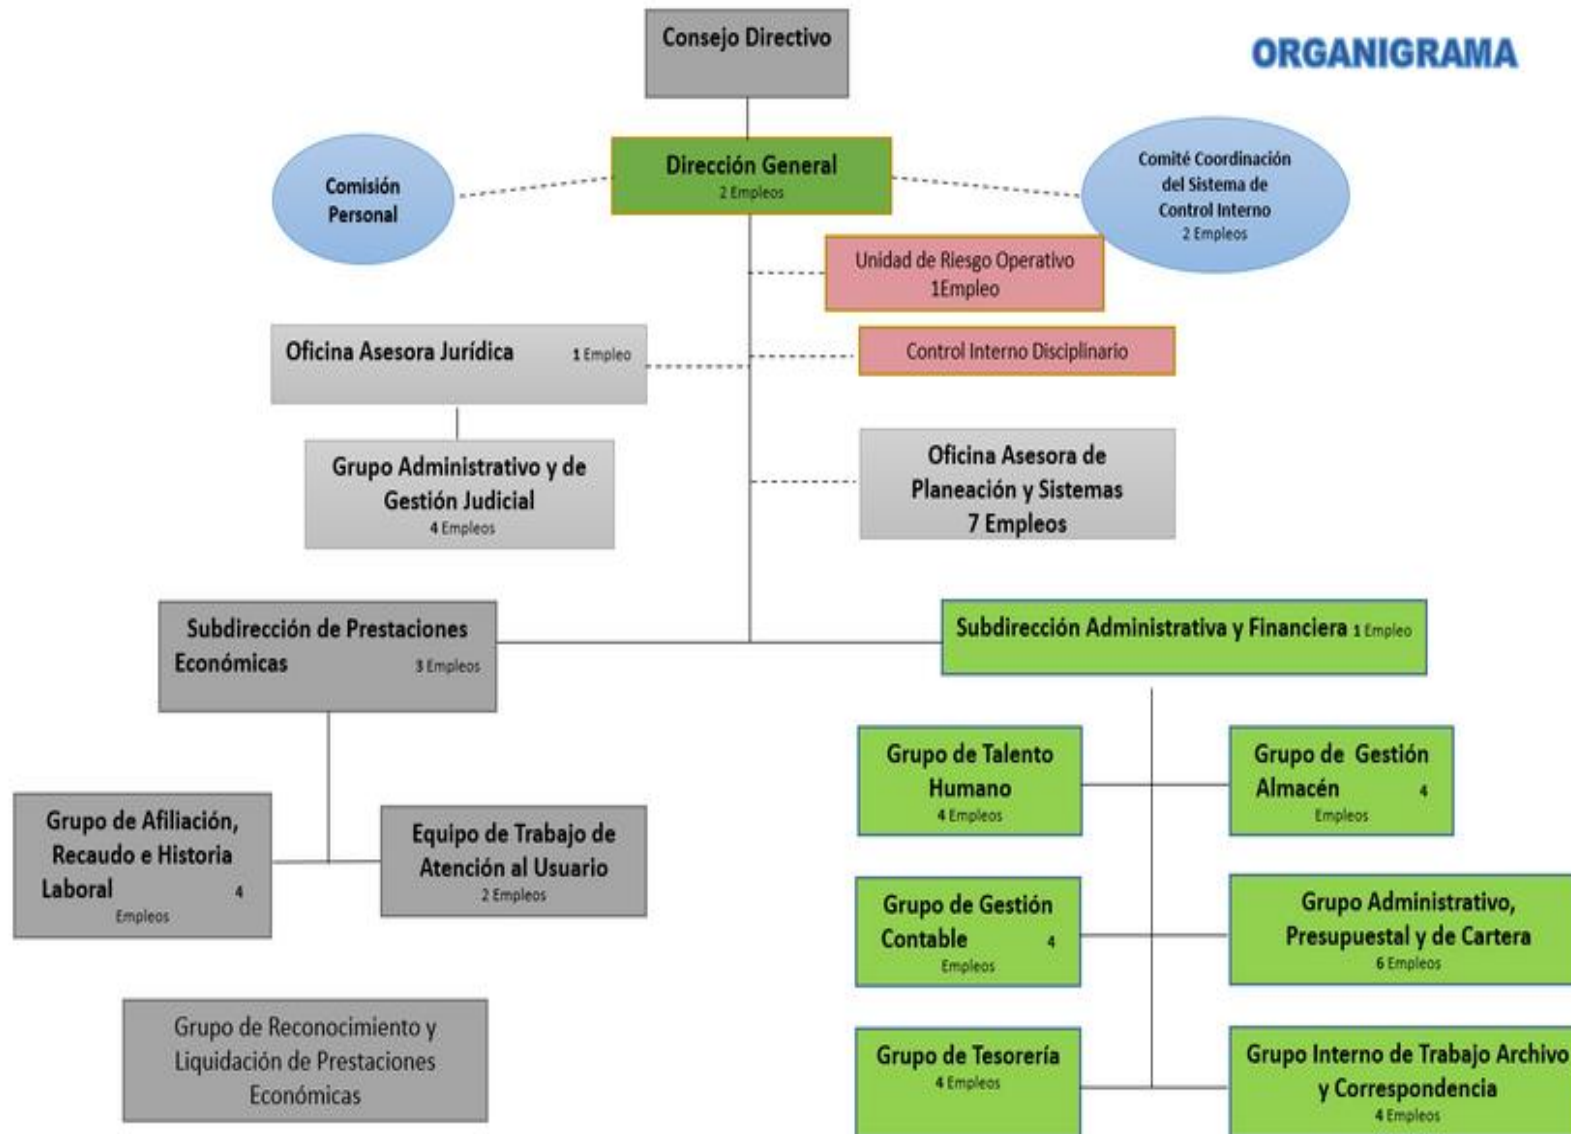 Consejo Directivo
ORGANIGRAMA
Dirección General
2 Empleos
Comisión
Personal
Comité Coordinación
del Sistema de
Control Interno
2 Empleos
Unidad de Riesgo Operativo
1Empleo
Oficina Asesora Jurídica 1 Empleo
Control Interno Disciplinario
Grupo Administrativo y de
Gestión Judicial
4 Empleos
Oficina Asesora de
Planeación y Sistemas
7 Empleos
Subdirección de Prestaciones
Económicas 3 Empleos
Subdirección Administrativa y Financiera 1 Empleo
Grupo de Afiliación,
Recaudo e Historia
Laboral 4
Empleos
Equipo de Trabajo de
Atención al Usuario
2 Empleos
Grupo de Reconocimiento y
Liquidación de Prestaciones
Económicas
Grupo de Talento
Humano
4 Empleos
Grupo de Gestión
Almacén 4
Empleos
Grupo de Gestión
Contable 4
Empleos
Grupo Administrativo,
Presupuestal y de Cartera
6 Empleos
Grupo de Tesorería
4 Empleos
Grupo Interno de Trabajo Archivo
y Correspondencia
4 Empleos